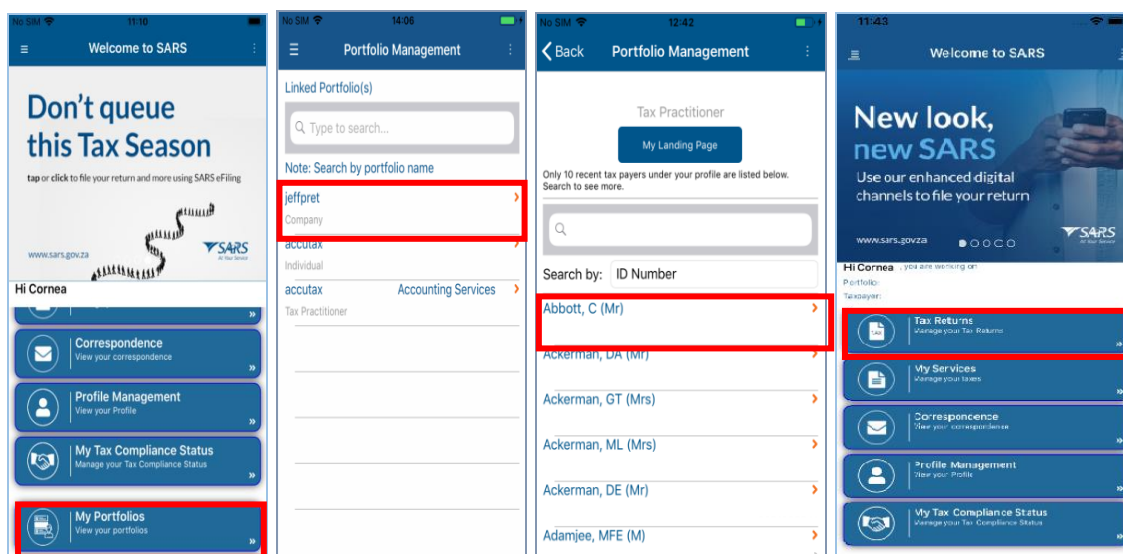 No SIM 11:10
Welcome to SARS
Don't queue
this Tax Season
tap or click to file your return and more using SARS eFiling
www.sars.gov.za
SARS
At Your Service
Hi Cornea
Correspondence
View your correspondence
Profile Management
View your Profile
My Tax Compliance Status
Manage your Tax Compliance Status
My Portfolios
View your portfolios
No SIM 14:06
Portfolio Management
Linked Portfolio(s)
Type to search...
Note: Search by portfolio name
jeffpret
Company
accutax
Individual
accutax Accounting Services
Tax Practitioner
No SIM 12:42
Back Portfolio Management
Tax Practitioner
My Landing Page
Only 10 recent tax payers under your profile are listed below.
Search to see more.
Search by: ID Number
Abbott, C (Mr)
Ackerman, DA (Mr)
Ackerman, GT (Mrs)
Ackerman, ML (Mrs)
Ackerman, DE (Mr)
Adamjee, MFE (M)
11:43
Welcome to SARS
New look,
new SARS
Use our enhanced digital
channels to file your return
www.sars.gov.za
SARS
At Your Service
Hi Cornea , you are working on
Portfolio:
Taxpayer:
Tax Returns
Manage your Tax Returns
My Services
Manage your taxes
Correspondence
View your correspondense
Profile Management
View your Profile
My Tax Compliance Status
Manage your Tax Compliance Status